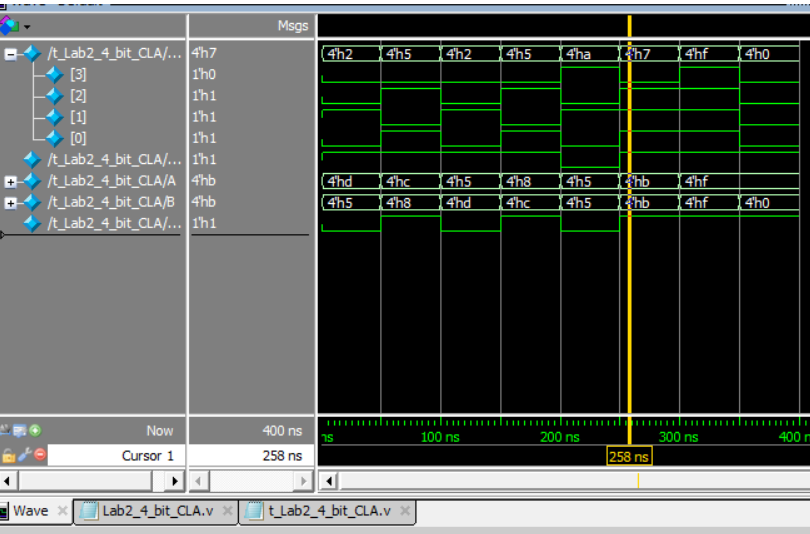 Msgs
/t_Lab2_4_bit_CLA/... 4'h7 4'h2 4'h5 4'h2 4'h5 4'ha 4'h7 4'hf 4'h0
[3] 1'h0
[2] 1'h1
[1] 1'h1
[0] 1'h1
/t_Lab2_4_bit_CLA/... 1'h1
/t_Lab2_4_bit_CLA/A 4'hb 4'hd 4'hc 4'h5 4'h8 4'h5 4'hb 4'hf
/t_Lab2_4_bit_CLA/B 4'hb 4'h5 4'h8 4'hd 4'hc 4'h5 4'hb 4'hf 4'h0
/t_Lab2_4_bit_CLA/... 1'h1
Now 400 ns ns 100 ns 200 ns 300 ns 400 n
Cursor 1 258 ns 258 ns
Wave Lab2_4_bit_CLA.v t_Lab2_4_bit_CLA.v